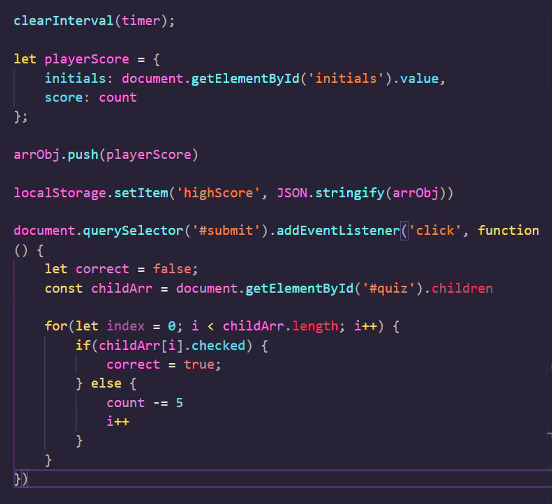 clearInterval(timer);
let playerScore = {
initials: document.getElementById('initials').value,
score: count
};
arrObj.push(playerScore)
localStorage.setItem('highScore', JSON.stringify(arrObj))
document.querySelector('#submit').addEventListener('click', function
() {
let correct = false;
const childArr = document.getElementById('#quiz').children
for(let index = 0; i < childArr.length; i++) {
if(childArr[i].checked) {
correct = true;
} else {
count -= 5
i++
}
}
})